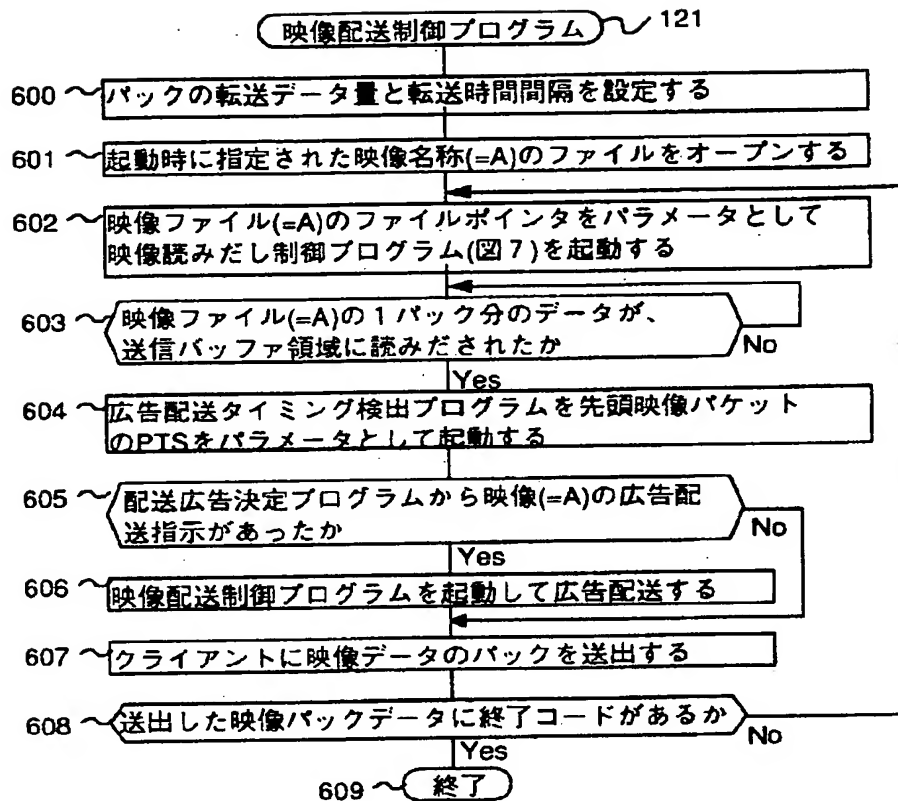 映像配送制御プログラム 121
600 パックの転送データ量と転送時間間隔を設定する
601 起動時に指定された映像名称(=A)のファイルをオープンする
602 映像ファイル(=A)のファイルポインタをパラメータとして
映像読みだし制御プログラム(図7)を起動する
603 映像ファイル(=A)の1パック分のデータが、
送信バッファ領域に読みだされたか
No
Yes
604 広告配送タイミング検出プログラムを先頭映像パケット
のPTSをパラメータとして起動する
605 配送広告決定プログラムから映像(=A)の広告配
送指示があったか
No
Yes
606 映像配送制御プログラムを起動して広告配送する
607 クライアントに映像データのパックを送出する
608 送出した映像パックデータに終了コードがあるか
No
Yes
609 終了